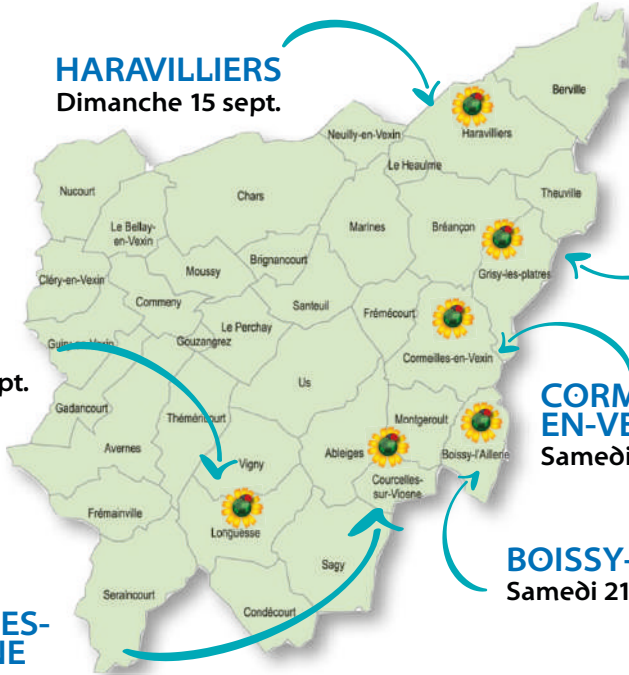 HARAVILLIERS
Dimanche 15 sept.
Berville
Neuilly-en-Vexin
Haravilliers
Le Heaulme
Nucourt
Chars
Theuville
Le Bellay-
en-Vexin
Marines
Bréançon
Brignancourt
Moussy
Grisy-les-platres
Cléry-en-Vexin
Commeny
Santeuil
Frémécourt
Le Perchay
Gouzangrez
Guiry-en-Vexin
Cormeilles-en-Vexin
pt.
Us
CORM
EN-VE
Samedi
Gadancourt
Théméricourt
Montgeroult
Avernes
Ableiges
Boissy-l'Aillerie
Vigny
Courcelles-
sur-Viosne
Frémainville
Longuesse
Sagy
BOISSY-
Samedi 21
Seraincourt
Condécourt
ES-
NE